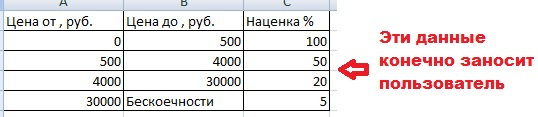 A B C
Цена от , руб. Цена до , руб. Наценка %
0 500 100
500 4000 50
4000 30000 20
30000 Бескоечности 5
Эти данные
конечно заносит
пользователь